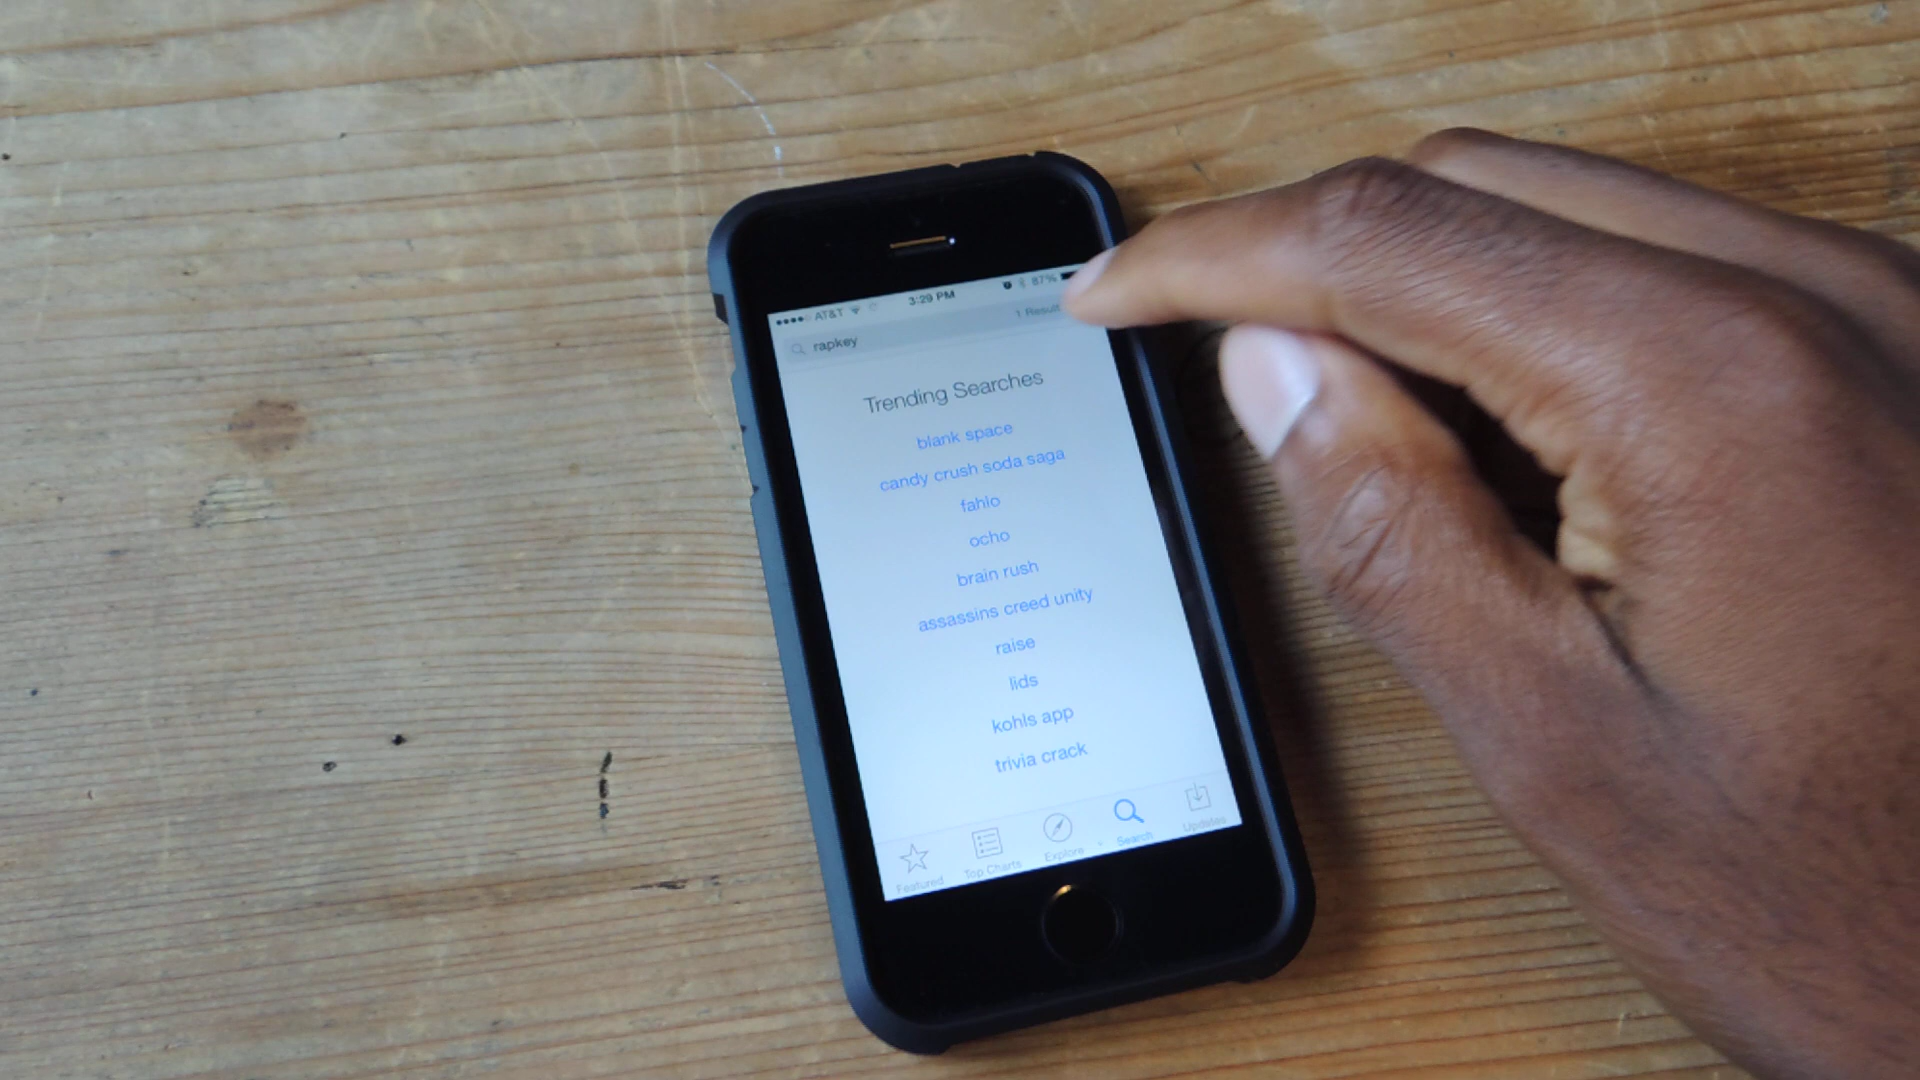 AT&T 3:29 PM 87%
rapkey 1 Result
Trending Searches
blank space
candy crush soda saga
fahlo
ocho
brain rush
assassins creed unity
raise
lids
kohls app
trivia crack
Featured Top Charts Explore Search Updates